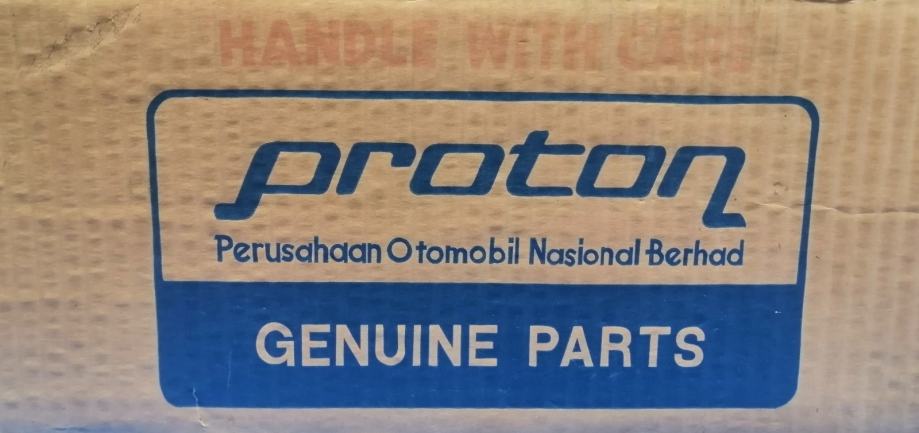 HANDLE WITH CARE
proton
Perusahaan Otomobil Nasional Berhad
GENUINE PARTS